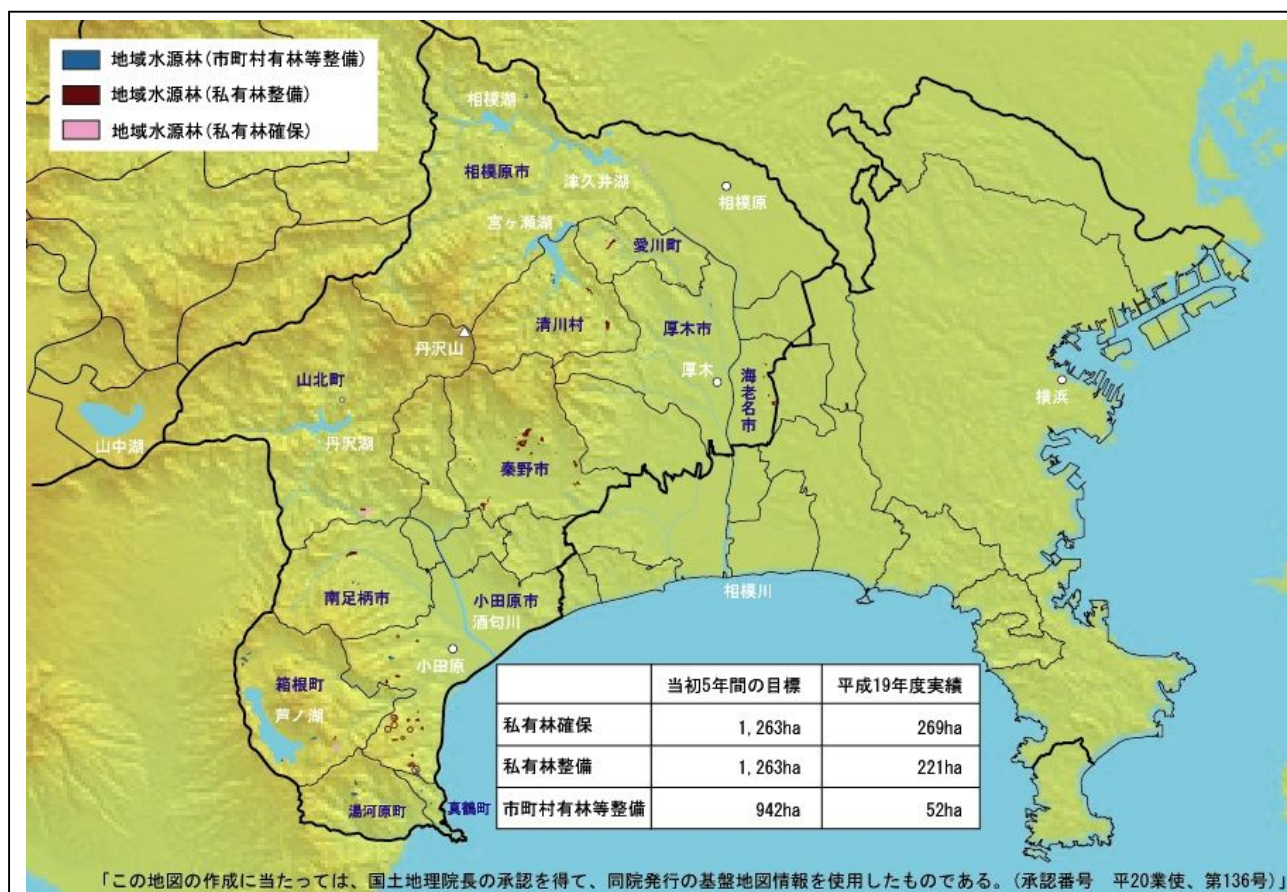 地域水源林(市町村有林等整備)
地域水源林(私有林整備)
地域水源林(私有林確保)
相模湖
相模原市
津久井湖
相模原
宮ヶ瀬湖
愛川町
清川村
厚木市
丹沢山
厚木
海老名市
横浜
山北町
山中湖
丹沢湖
秦野市
南足柄市
小田原市
酒匂川
相模川
小田原
箱根町
芦ノ湖
湯河原町
真鶴町
当初5年間の目標 平成19年度実績
私有林確保 1,263ha 269ha
私有林整備 1,263ha 221ha
市町村有林等整備 942ha 52ha
「この地図の作成に当たっては、国土地理院長の承認を得て、同院発行の基盤地図情報を使用したものである。(承認番号 平20業使、第136号)」